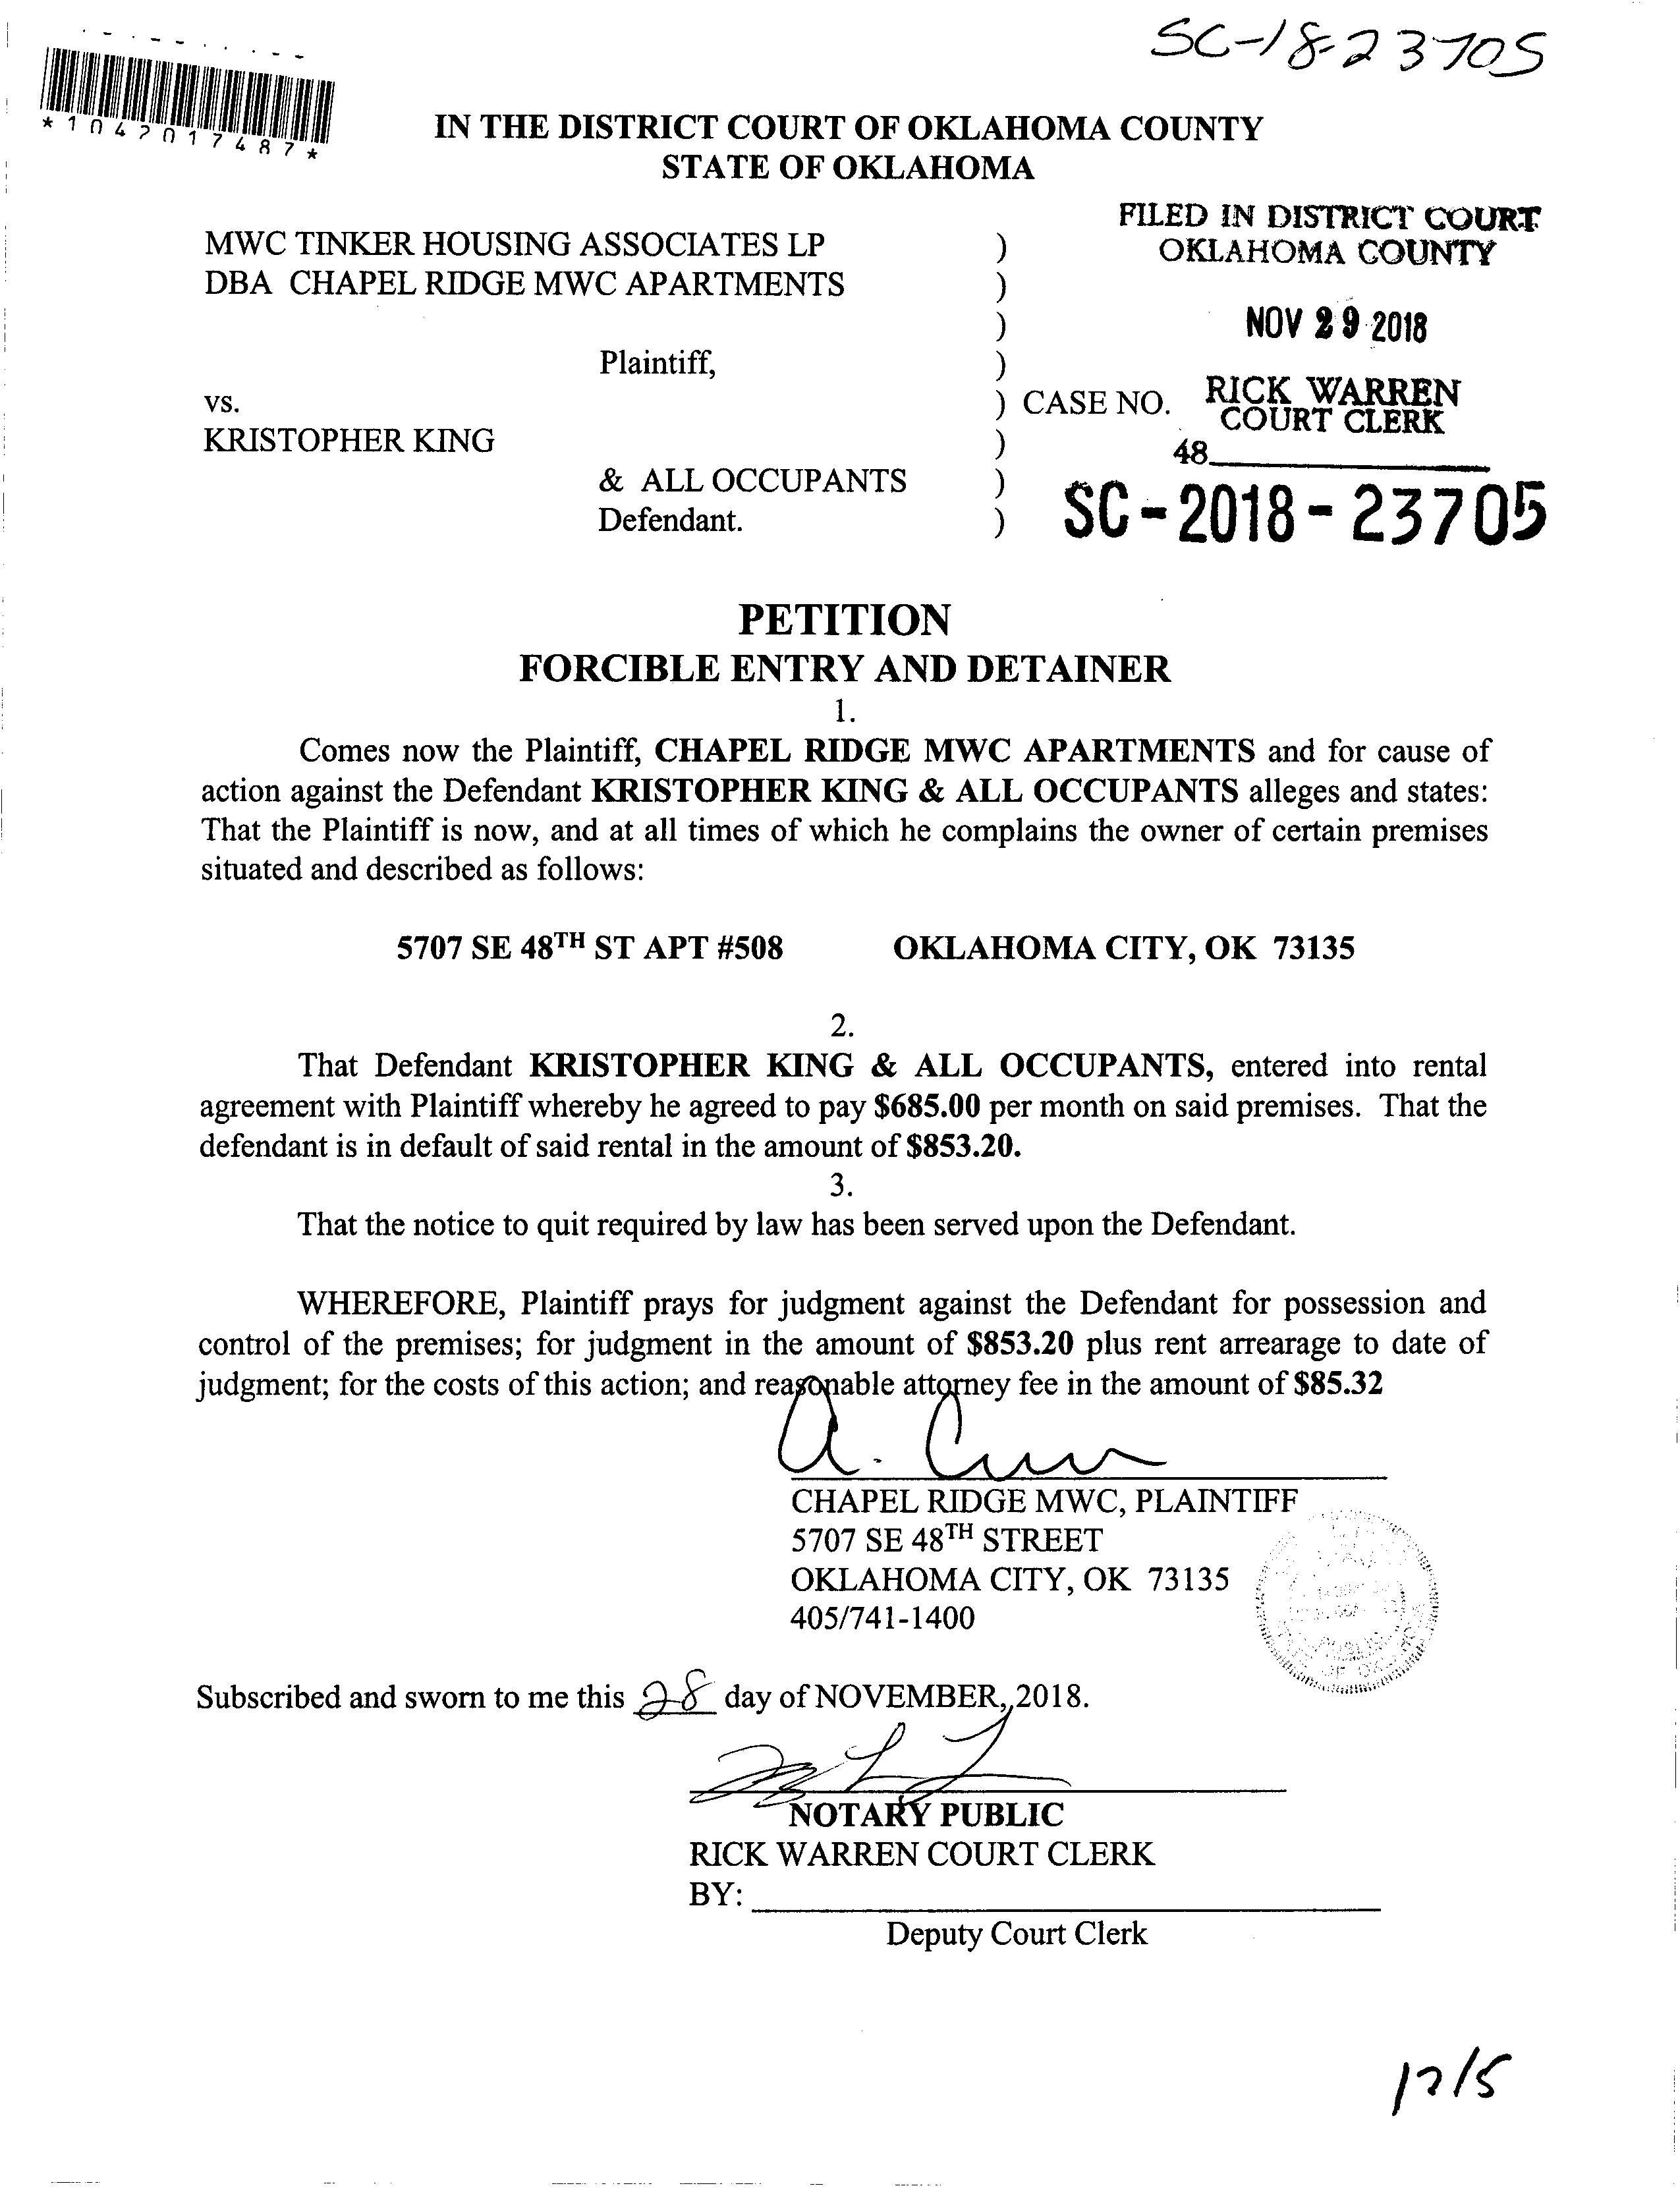 SC-18-23705
*1042017487*
IN THE DISTRICT COURT OF OKLAHOMA COUNTY
STATE OF OKLAHOMA
FILED IN DISTRICT COURT
OKLAHOMA COUNTY
MWC TINKER HOUSING ASSOCIATES LP )
DBA CHAPEL RIDGE MWC APARTMENTS )
) NOV 29 2018
Plaintiff, )
vs. ) CASE NO. RICK WARREN
COURT CLERK
KRISTOPHER KING )
48
& ALL OCCUPANTS )
Defendant. ) SC-2018-23705
PETITION
FORCIBLE ENTRY AND DETAINER
1.
Comes now the Plaintiff, CHAPEL RIDGE MWC APARTMENTS and for cause of
action against the Defendant KRISTOPHER KING & ALL OCCUPANTS alleges and states:
That the Plaintiff is now, and at all times of which he complains the owner of certain premises
situated and described as follows:
5707 SE 48TH ST APT #508 OKLAHOMA CITY, OK 73135
2.
That Defendant KRISTOPHER KING & ALL OCCUPANTS, entered into rental
agreement with Plaintiff whereby he agreed to pay $685.00 per month on said premises. That the
defendant is in default of said rental in the amount of $853.20.
3.
That the notice to quit required by law has been served upon the Defendant.
WHEREFORE, Plaintiff prays for judgment against the Defendant for possession and
control of the premises; for judgment in the amount of $853.20 plus rent arrearage to date of
judgment; for the costs of this action; and reasonable attorney fee in the amount of $85.32
CHAPEL RIDGE MWC, PLAINTIFF
5707 SE 48TH STREET
OKLAHOMA CITY, OK 73135
405/741-1400
Subscribed and sworn to me this 28 day of NOVEMBER, 2018.
NOTARY PUBLIC
RICK WARREN COURT CLERK
BY:
Deputy Court Clerk
12/5